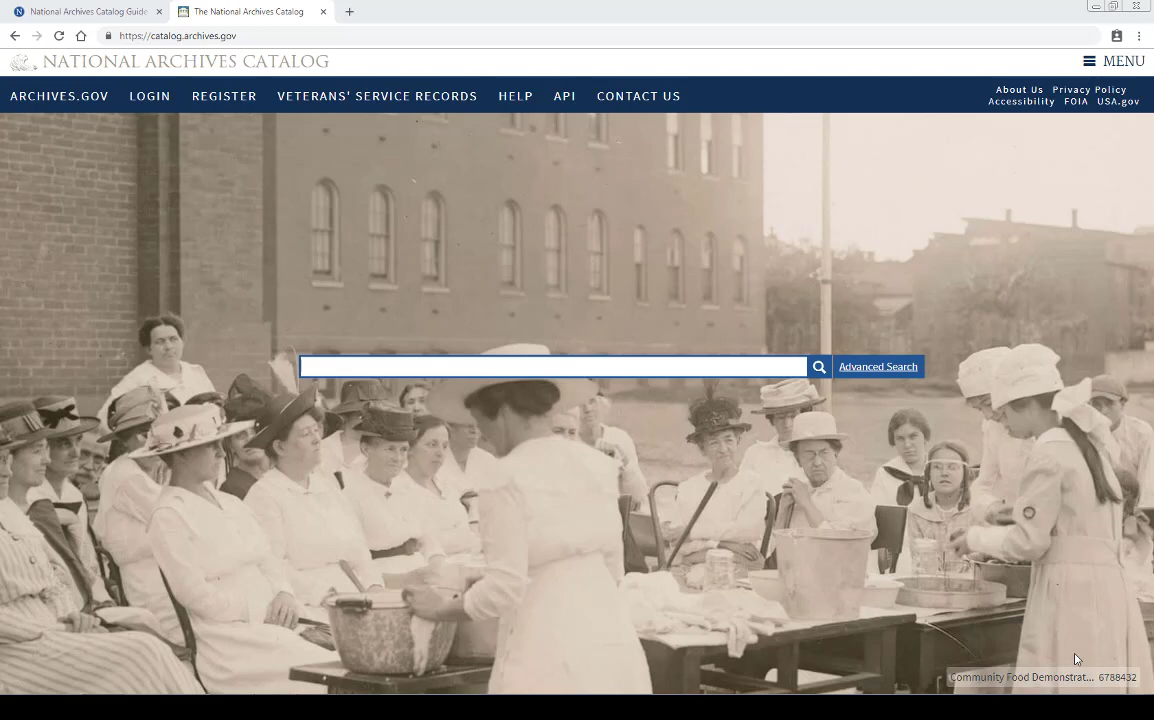 National Archives Catalog Guide
The National Archives Catalog
https://catalog.archives.gov
NATIONAL ARCHIVES CATALOG
MENU
ARCHIVES.GOV LOGIN REGISTER VETERANS' SERVICE RECORDS HELP API CONTACT US
About Us Privacy Policy
Accessibility FOIA USA.gov
Advanced Search
Community Food Demonstrat... 6788432